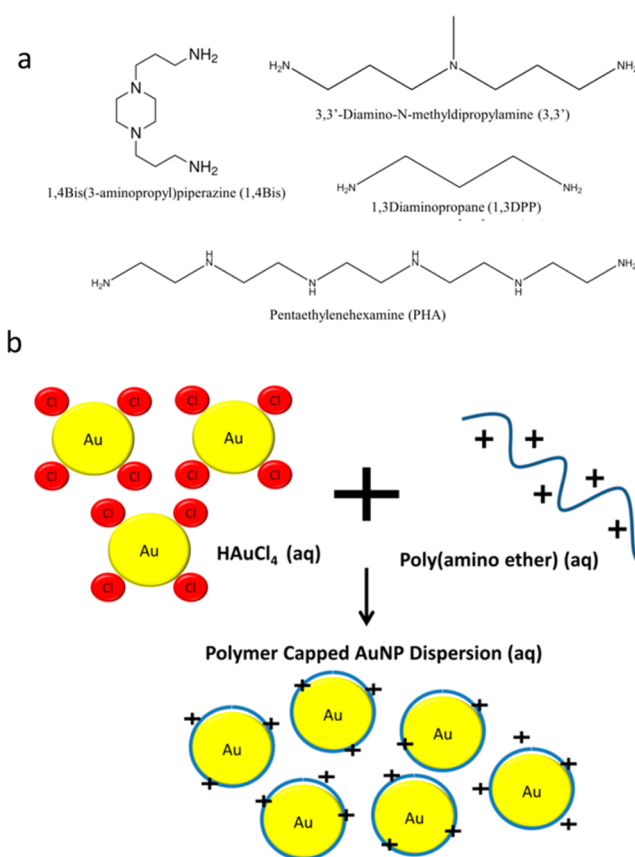 a
NH2
N
N
NH2
1,4Bis(3-aminopropyl)piperazine (1,4Bis)
H2N
N
NH2
3,3'-Diamino-N-methyldipropylamine (3,3')
H2N
NH2
1,3Diaminopropane (1,3DPP)
H2N
H
N
N
H
H
N
N
H
NH2
Pentaethylenehexamine (PHA)
b
Cl Cl Cl Cl
Au Au
Cl Cl Cl Cl
Cl Cl
Au
Cl Cl
+
+ + + +
HAuCl4 (aq)
Poly(amino ether) (aq)
Polymer Capped AuNP Dispersion (aq)
+ + + Au
+ + + Au
+ + Au
+ + + + Au
+ + + Au
+ + + Au